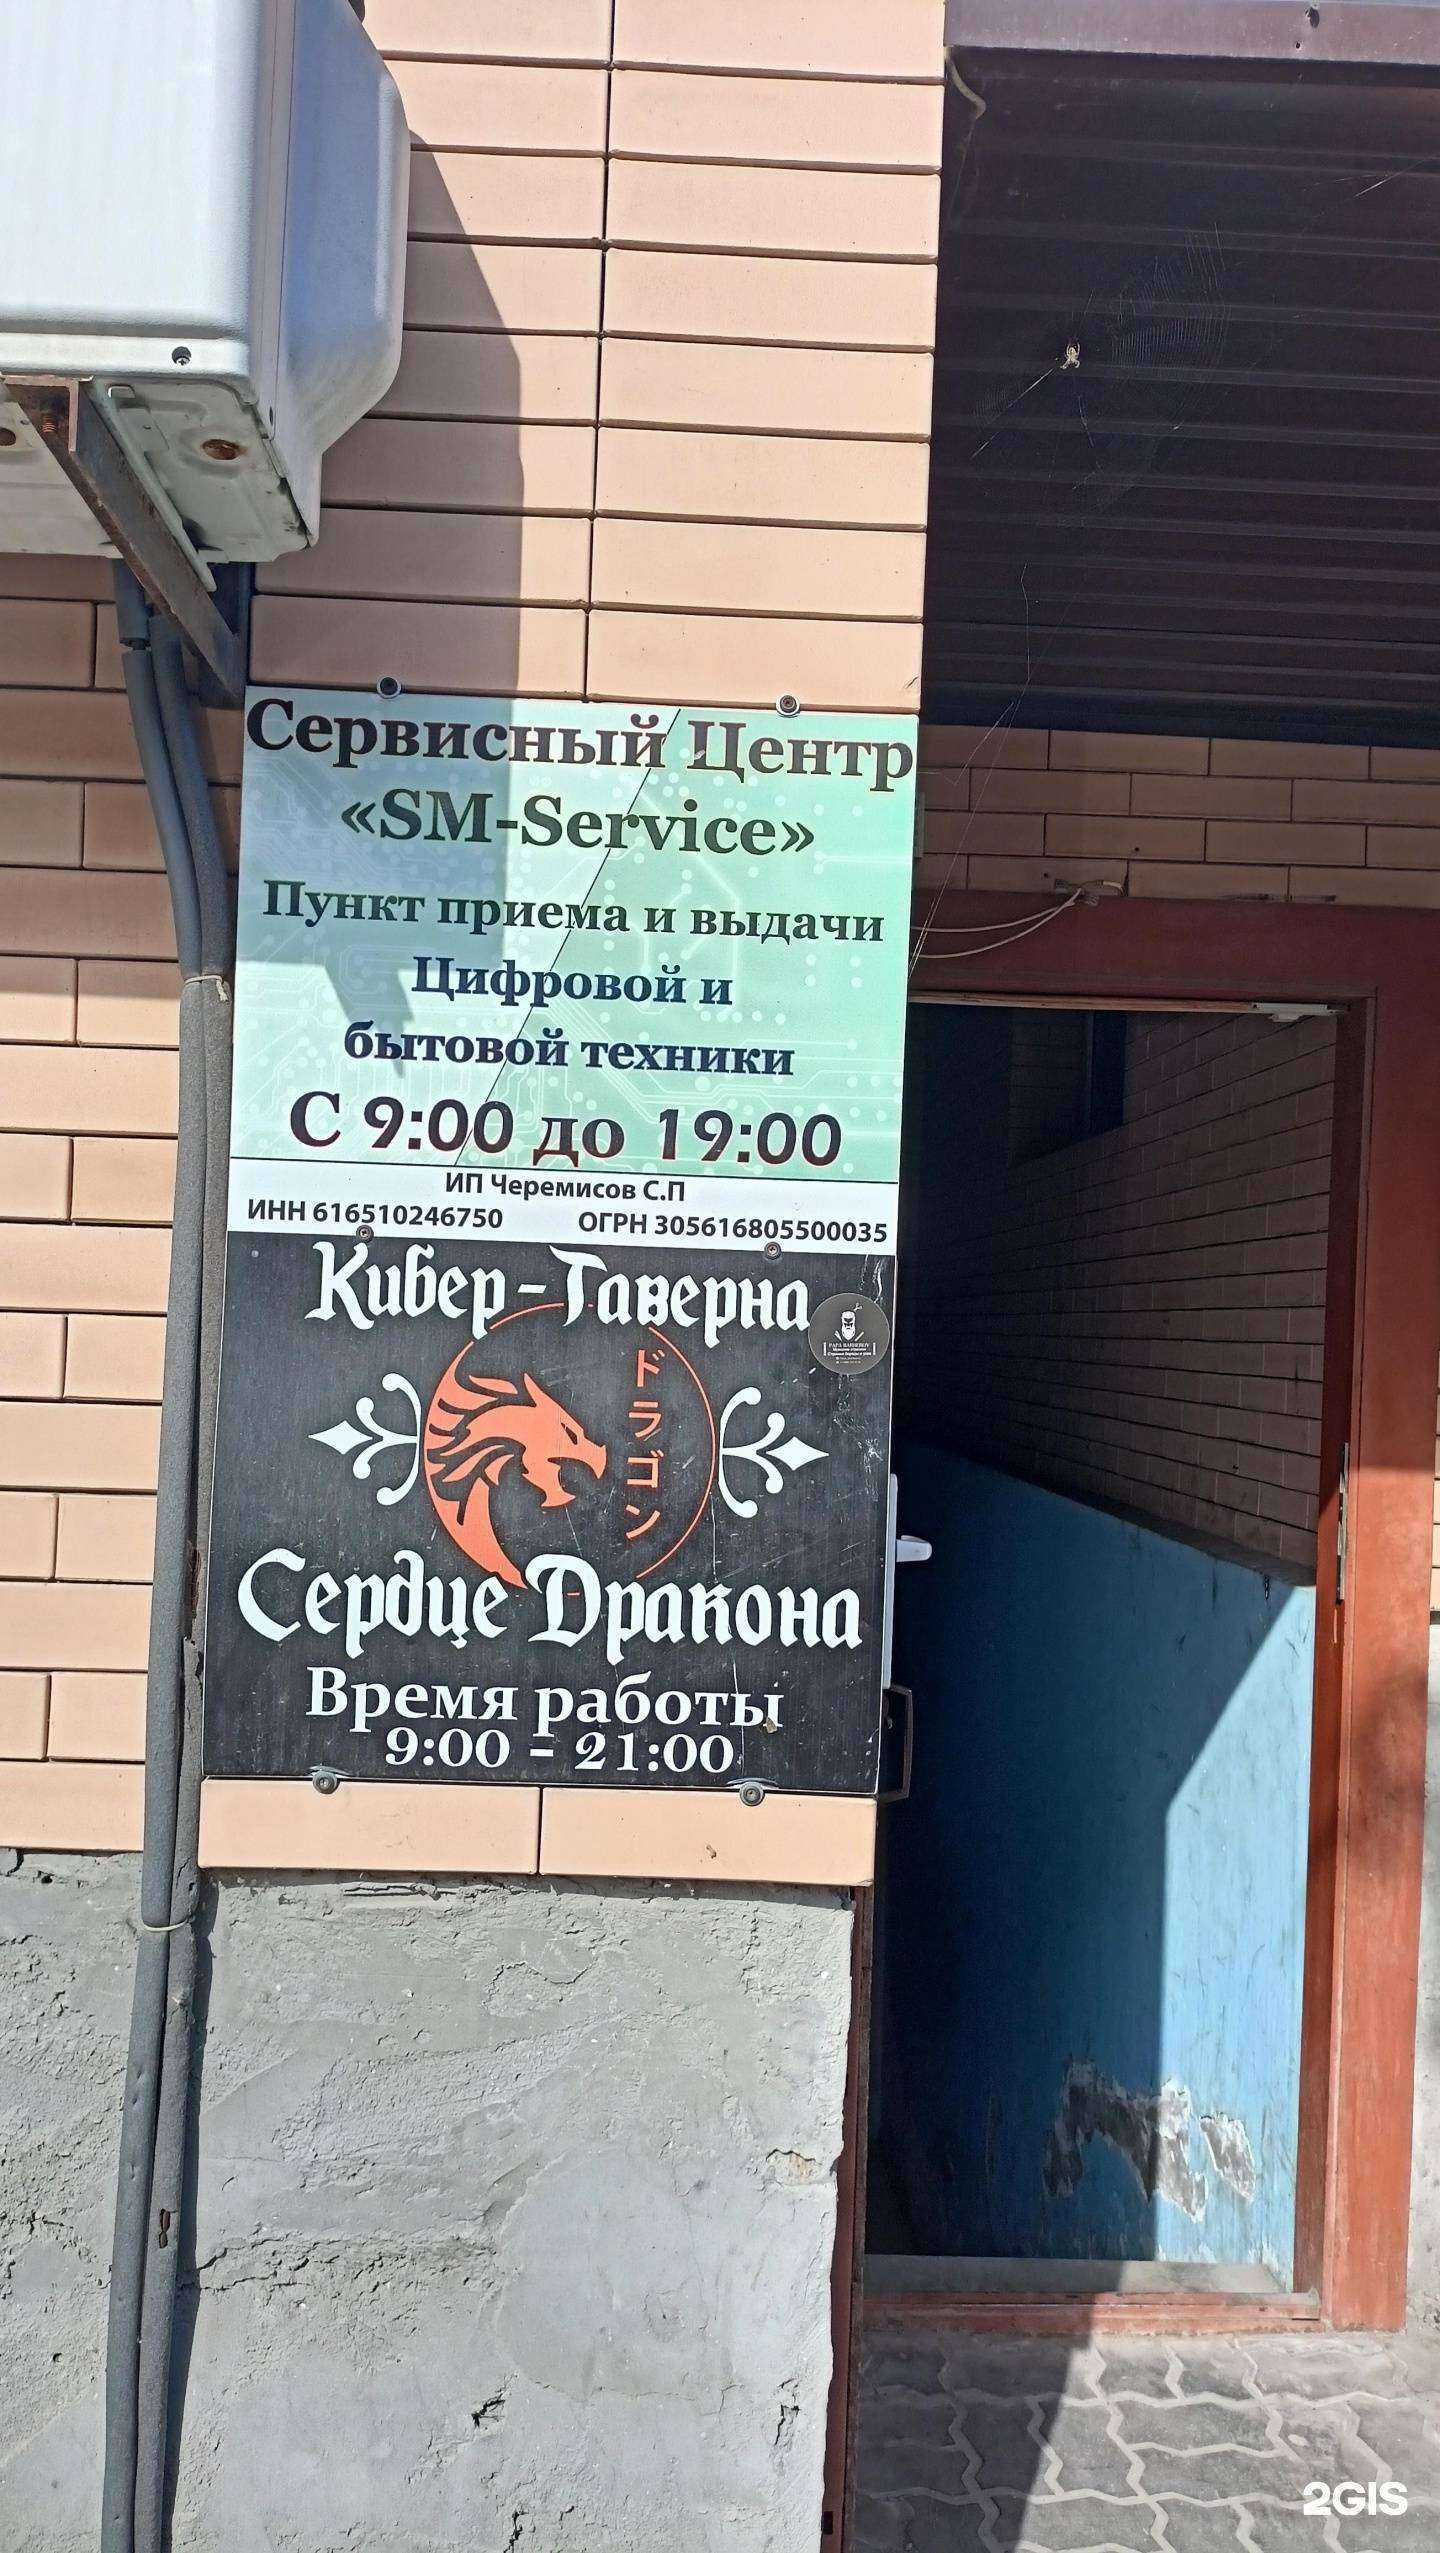 Сервисный Центр
«SM-Service»
Пункт приема и выдачи
Цифровой и
бытовой техники
С 9:00 до 19:00
ИП Черемисов С.П
ИНН 616510246750 ОГРН 305616805500035
Кибер-Таверна
ドラゴン
Сердце Дракона
Время работы
9:00 - 21:00
2GIS